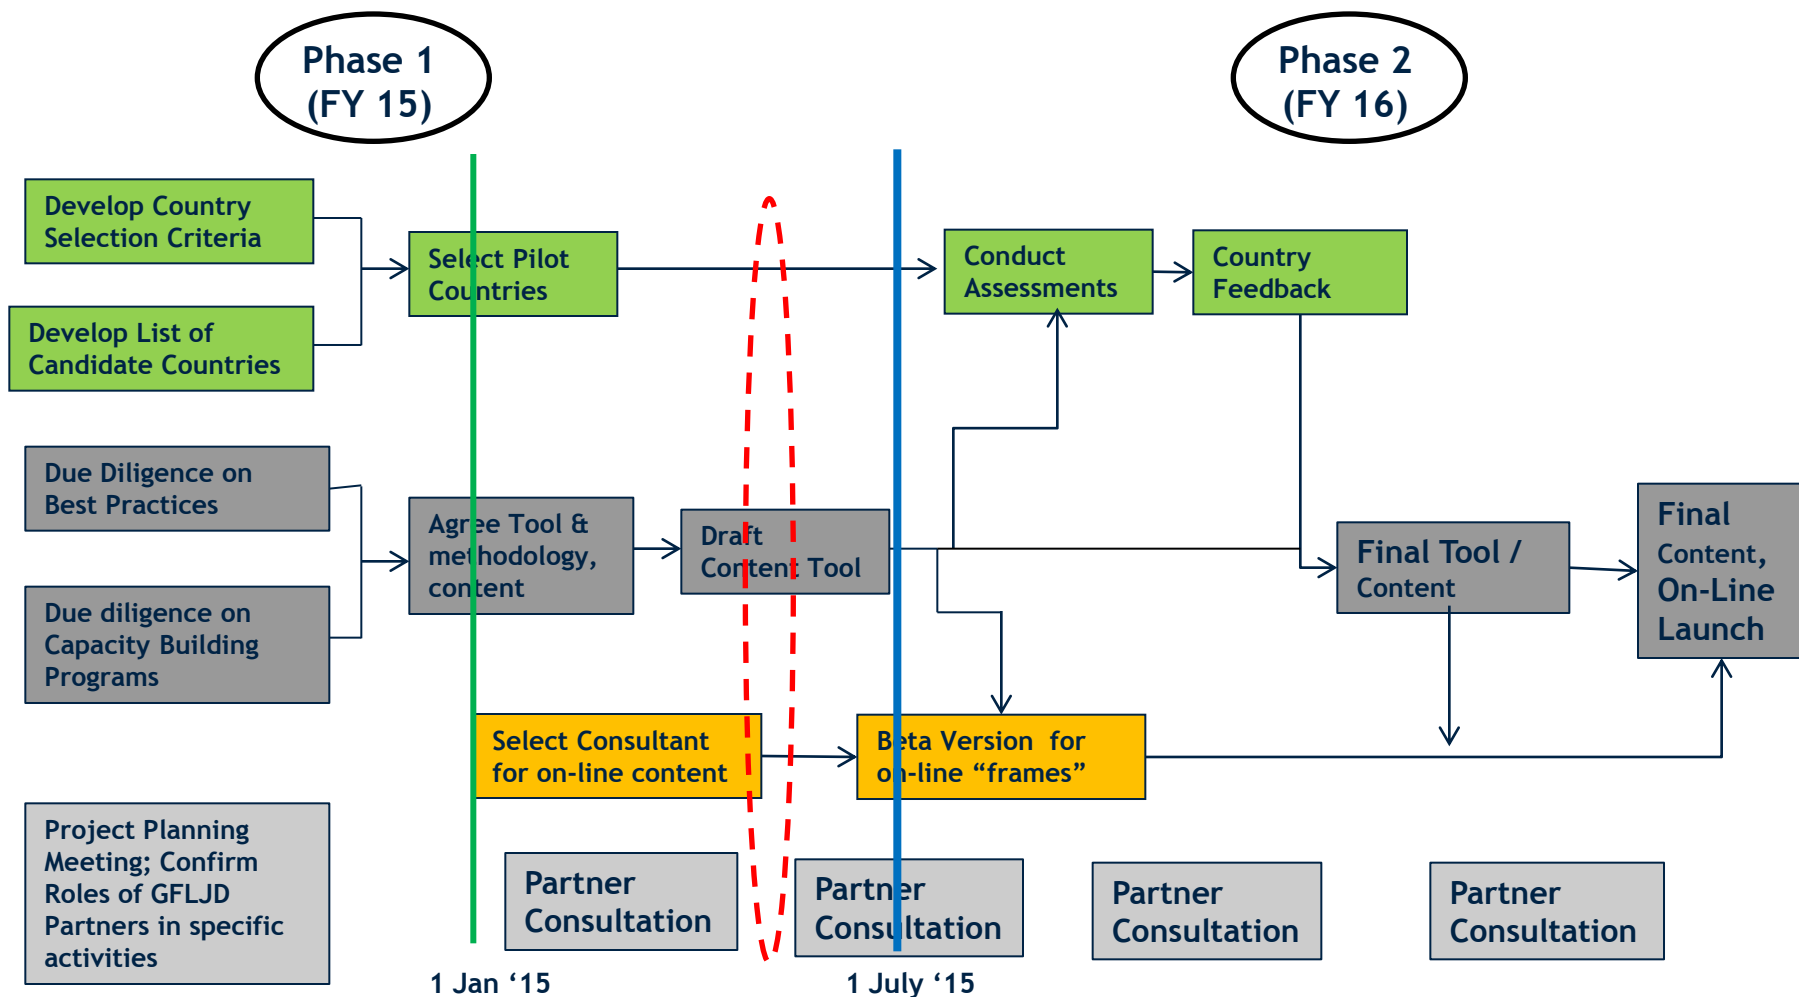 Phase 1
(FY 15)
Phase 2
(FY 16)
Develop Country
Selection Criteria
Develop List of
Candidate Countries
Select Pilot
Countries
Conduct
Assessments
Country
Feedback
Due Diligence on
Best Practices
Due diligence on
Capacity Building
Programs
Agree Tool &
methodology,
content
Draft
Content Tool
Final Tool /
Content
Final
Content,
On-Line
Launch
Select Consultant
for on-line content
Beta Version for
on-line “frames”
Project Planning
Meeting; Confirm
Roles of GFLJD
Partners in specific
activities
Partner
Consultation
Partner
Consultation
Partner
Consultation
Partner
Consultation
1 Jan ‘15
1 July ‘15